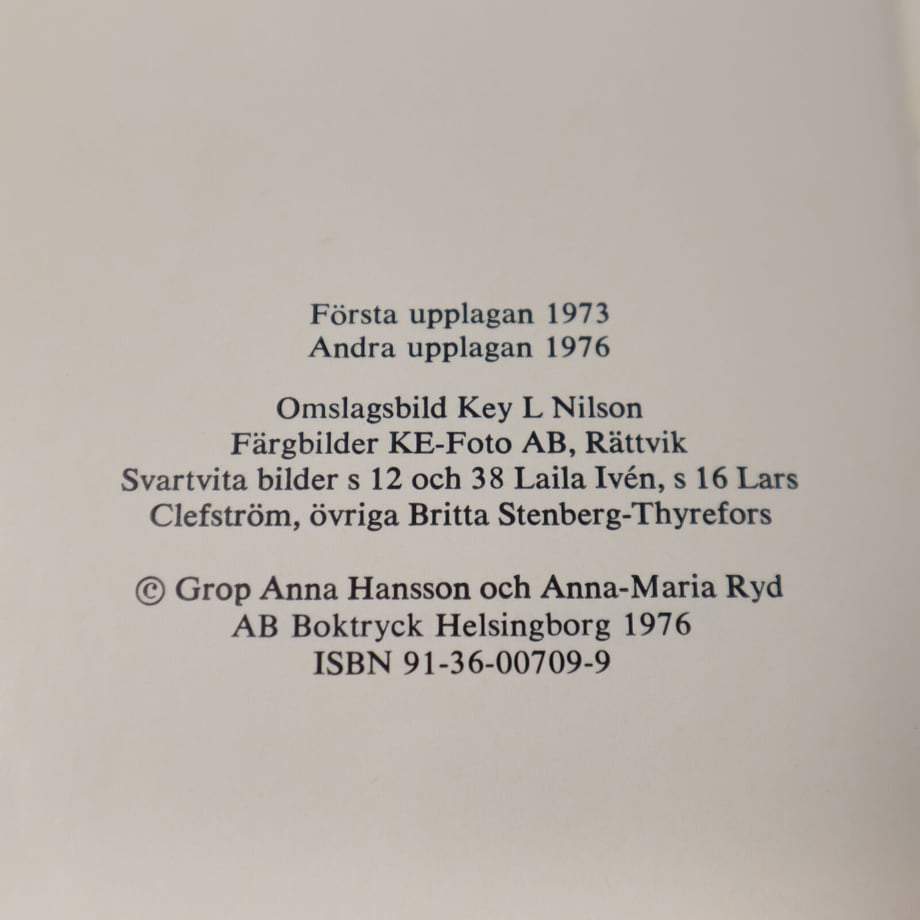 Första upplagan 1973
Andra upplagan 1976
Omslagsbild Key L Nilson
Färgbilder KE-Foto AB, Rättvik
Svartvita bilder s 12 och 38 Laila Ivén, s 16 Lars
Clefström, övriga Britta Stenberg-Thyrefors
© Grop Anna Hansson och Anna-Maria Ryd
AB Boktryck Helsingborg 1976
ISBN 91-36-00709-9